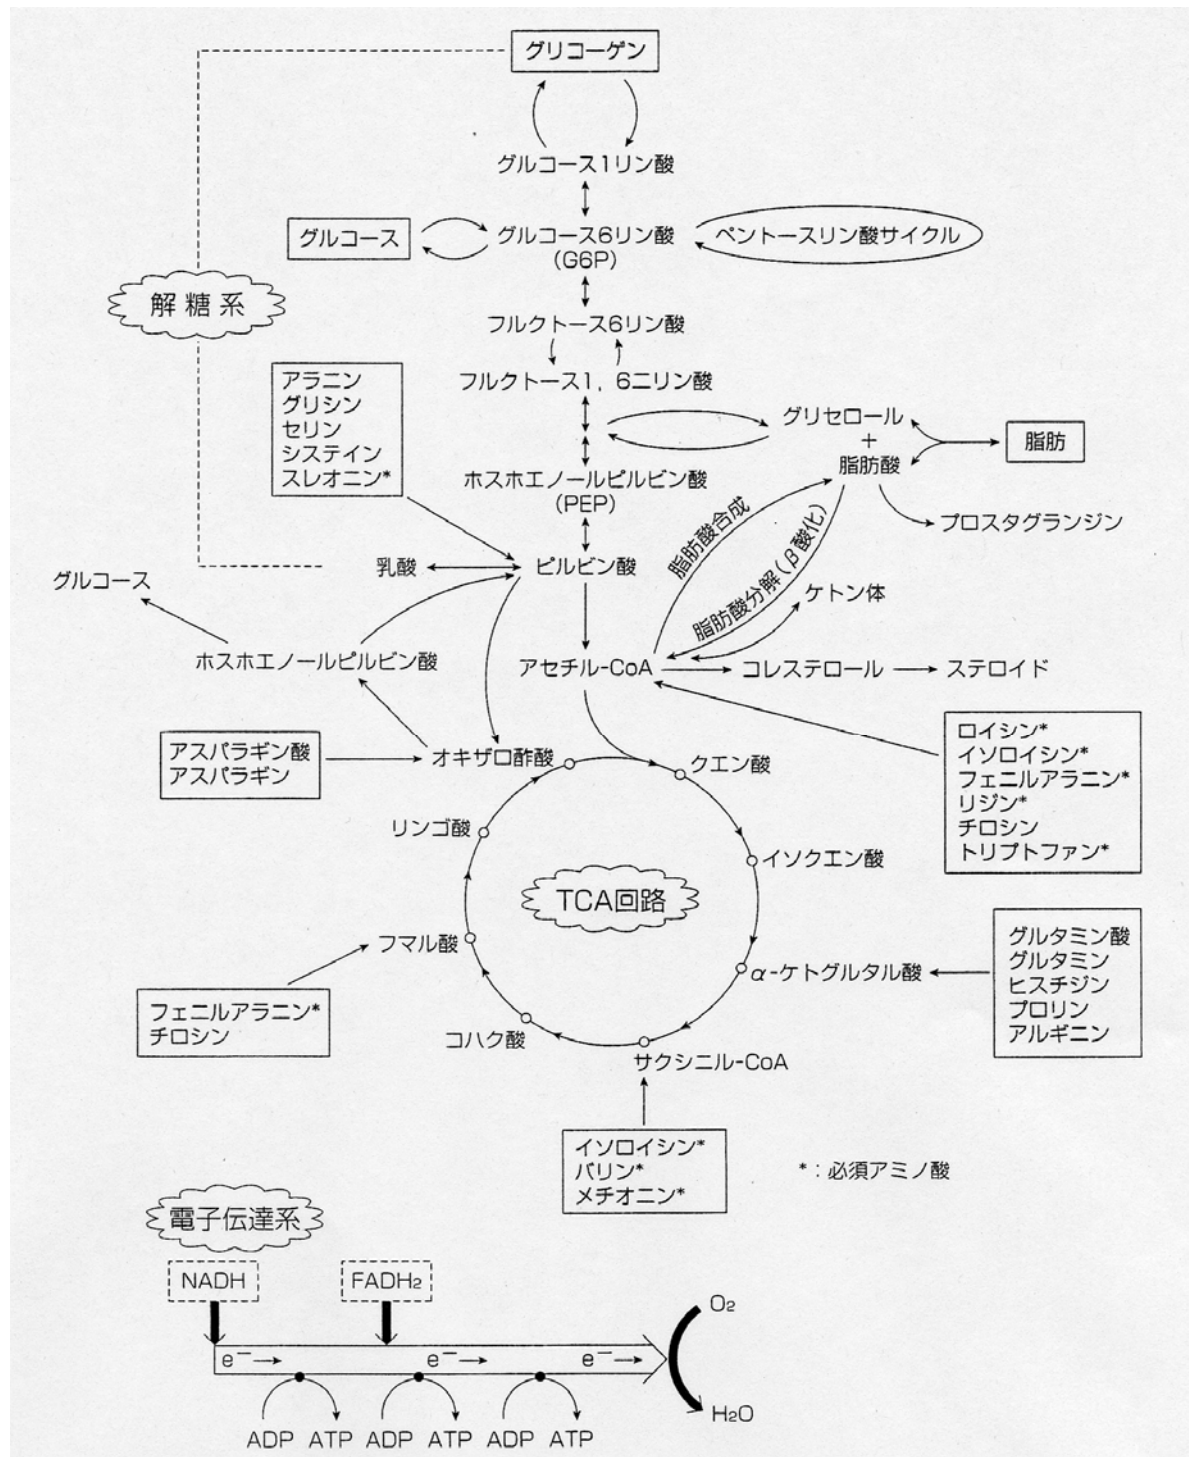 グリコーゲン
グルコース1リン酸
グルコース
グルコース6リン酸
(G6P)
ペントースリン酸サイクル
解糖系
フルクトース6リン酸
フルクトース1,6二リン酸
アラニン
グリシン
セリン
システイン
スレオニン*
グリセロール
+
脂肪酸
脂肪
ホスホエノールピルビン酸
(PEP)
プロスタグランジン
脂肪酸合成
脂肪酸分解(β酸化)
乳酸
ピルビン酸
グルコース
ケトン体
ホスホエノールピルビン酸
アセチル-CoA
コレステロール
ステロイド
アスパラギン酸
アスパラギン
オキザロ酢酸
クエン酸
ロイシン*
イソロイシン*
フェニルアラニン*
リジン*
チロシン
トリプトファン*
リンゴ酸
イソクエン酸
TCA回路
フマル酸
α-ケトグルタル酸
グルタミン酸
グルタミン
ヒスチジン
プロリン
アルギニン
フェニルアラニン*
チロシン
コハク酸
サクシニル-CoA
イソロイシン*
バリン*
メチオニン*
*:必須アミノ酸
電子伝達系
NADH
FADH₂
O₂
e⁻→ e⁻→ e⁻→
H₂O
ADP ATP ADP ATP ADP ATP